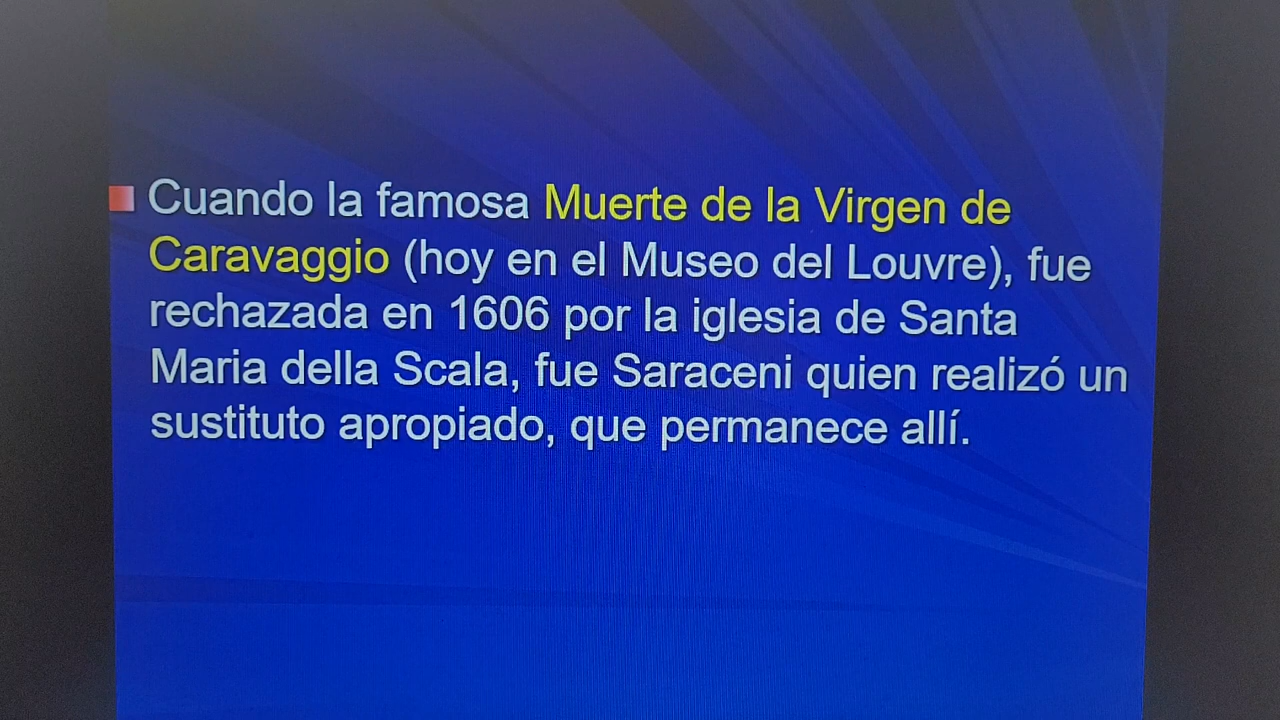 Cuando la famosa Muerte de la Virgen de
Caravaggio (hoy en el Museo del Louvre), fue
rechazada en 1606 por la iglesia de Santa
Maria della Scala, fue Saraceni quien realizó un
sustituto apropiado, que permanece allí.